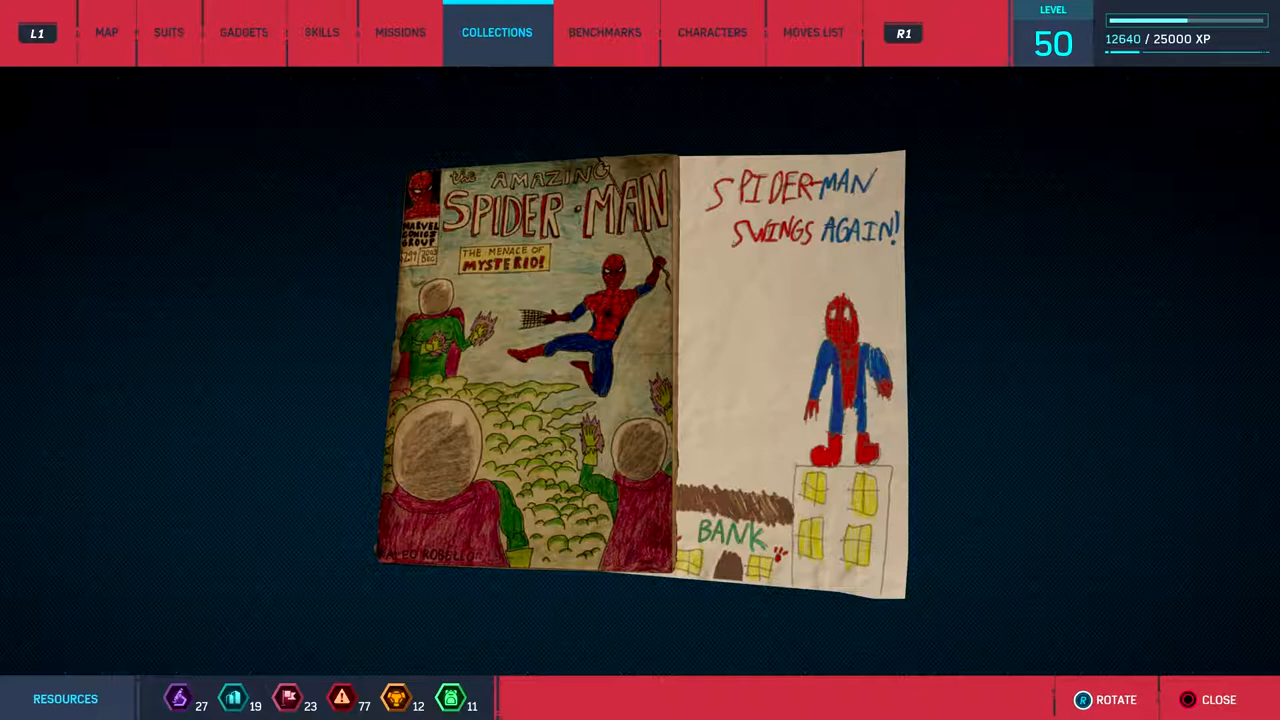 L1
MAP
SUITS
GADGETS
SKILLS
MISSIONS
COLLECTIONS
BENCHMARKS
CHARACTERS
MOVES LIST
R1
LEVEL
50
12640 / 25000 XP
the AMAZING
SPIDER-MAN
MARVEL
COMICS
GROUP
THE MENACE OF
MYSTERIO!
SPIDER-MAN
SWINGS AGAIN!
BANK
RESOURCES
27
19
23
77
12
11
R ROTATE
CLOSE